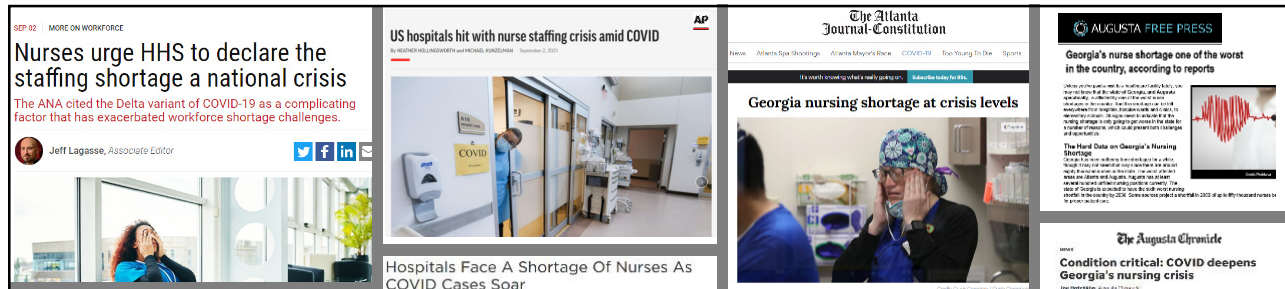 SEP 02 | MORE ON WORKFORCE
Nurses urge HHS to declare the
staffing shortage a national crisis
The ANA cited the Delta variant of COVID-19 as a complicating
factor that has exacerbated workforce shortage challenges.
Jeff Lagasse, Associate Editor
AP
US hospitals hit with nurse staffing crisis amid COVID
By HEATHER HOLLINGSWORTH and MICHAEL KUNZELMAN September 2, 2021
A10
COVID
Hospitals Face A Shortage Of Nurses As
COVID Cases Soar
The Atlanta
Journal-Constitution
News Atlanta Spa Shootings Atlanta Mayor's Race COVID-19 Too Young To Die Sports
It's worth knowing what's really going on. Subscribe today for 99¢.
Georgia nursing shortage at crisis levels
AUGUSTA FREE PRESS
Georgia's nurse shortage one of the worst
in the country, according to reports
The Hard Data on Georgia's Nursing
Shortage
The Augusta Chronicle
NEWS
Condition critical: COVID deepens
Georgia's nursing crisis